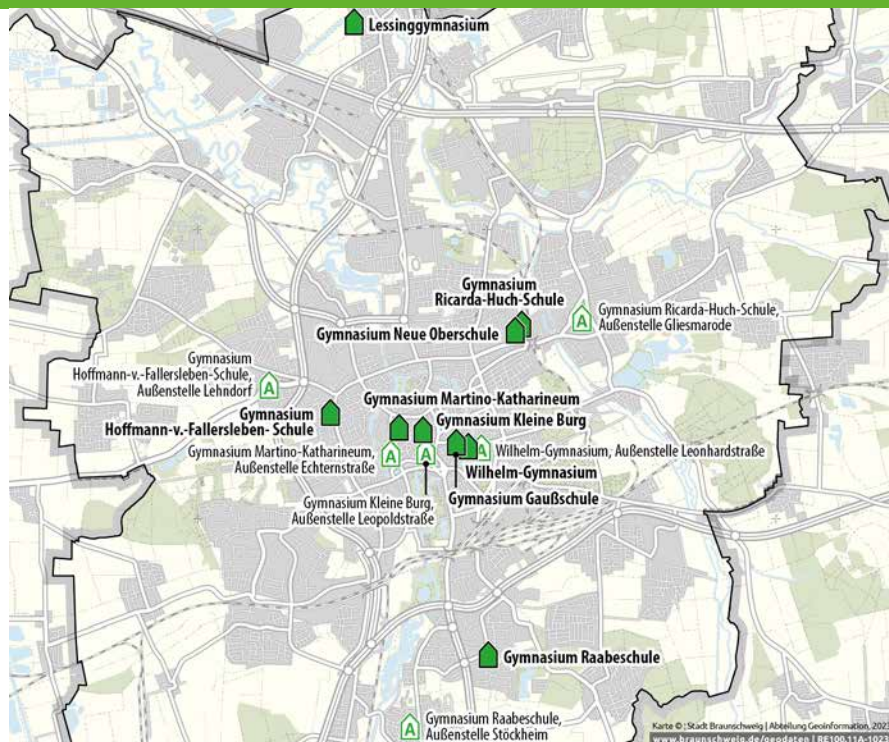 Lessinggymnasium
Gymnasium
Ricarda-Huch-Schule
Gymnasium Neue Oberschule
A
Gymnasium Ricarda-Huch-Schule,
Außenstelle Gliesmarode
Gymnasium
Hoffmann-v.-Fallersleben-Schule,
Außenstelle Lehndorf
A
Gymnasium
Hoffmann-v.-Fallersleben- Schule
Gymnasium Martino-Katharineum
Gymnasium Kleine Burg
Gymnasium Martino-Katharineum,
Außenstelle Echternstraße
A
A
A
Wilhelm-Gymnasium, Außenstelle Leonhardstraße
Wilhelm-Gymnasium
Gymnasium Gaußschule
Gymnasium Kleine Burg,
Außenstelle Leopoldstraße
Gymnasium Raabeschule
A
Gymnasium Raabeschule,
Außenstelle Stöckheim
Karte © : Stadt Braunschweig | Abteilung Geoinformation, 2023
www.braunschweig.de/geodaten | RE100.11A-1023